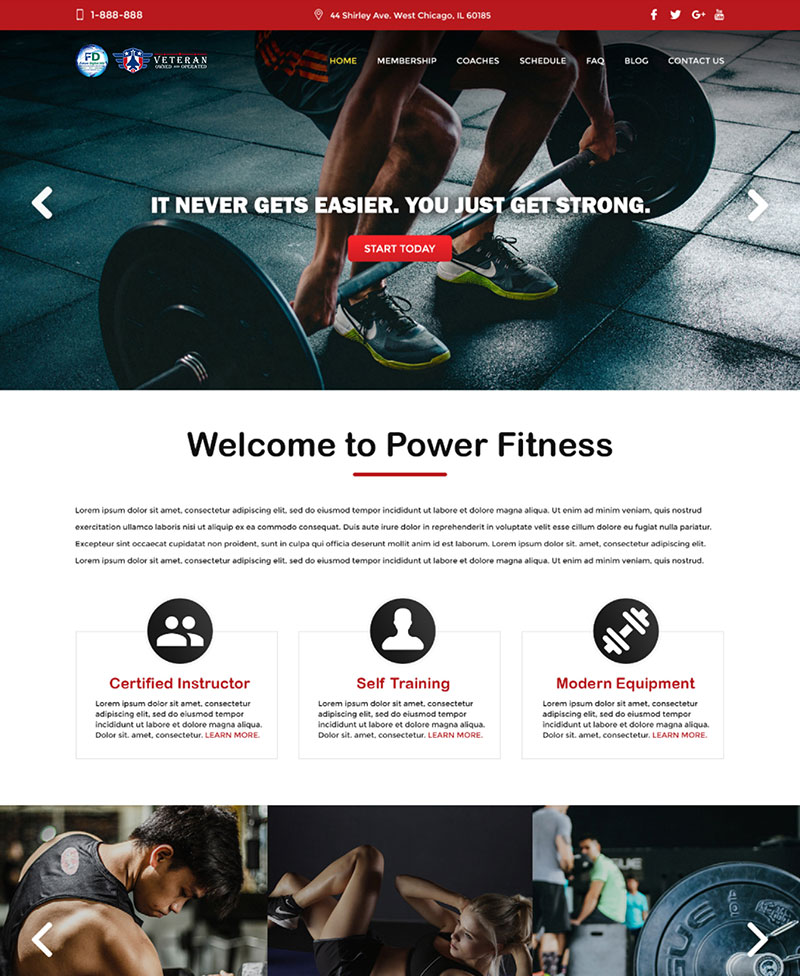 1-888-888
44 Shirley Ave. West Chicago, IL 60185
FD
VETERAN
OWNED AND OPERATED
HOME MEMBERSHIP COACHES SCHEDULE FAQ BLOG CONTACT US
IT NEVER GETS EASIER. YOU JUST GET STRONG.
START TODAY
Welcome to Power Fitness
Lorem ipsum dolor sit amet, consectetur adipiscing elit, sed do eiusmod tempor incididunt ut labore et dolore magna aliqua. Ut enim ad minim veniam, quis nostrud
exercitation ullamco laboris nisi ut aliquip ex ea commodo consequat. Duis aute irure dolor in reprehenderit in voluptate velit esse cillum dolore eu fugiat nulla pariatur.
Excepteur sint occaecat cupidatat non proident, sunt in culpa qui officia deserunt mollit anim id est laborum. Lorem ipsum dolor sit amet, consectetur adipiscing elit.
Lorem ipsum dolor sit amet, consectetur adipiscing elit, sed do eiusmod tempor incididunt ut labore et dolore magna aliqua. Ut enim ad minim veniam, quis nostrud.
Certified Instructor
Lorem ipsum dolor sit amet, consectetur
adipiscing elit, sed do eiusmod tempor
incididunt ut labore et dolore magna aliqua.
Dolor sit. amet, consectetur. LEARN MORE.
Self Training
Lorem ipsum dolor sit amet, consectetur
adipiscing elit, sed do eiusmod tempor
incididunt ut labore et dolore magna aliqua.
Dolor sit. amet, consectetur. LEARN MORE.
Modern Equipment
Lorem ipsum dolor sit amet, consectetur
adipiscing elit, sed do eiusmod tempor
incididunt ut labore et dolore magna aliqua.
Dolor sit. amet, consectetur. LEARN MORE.